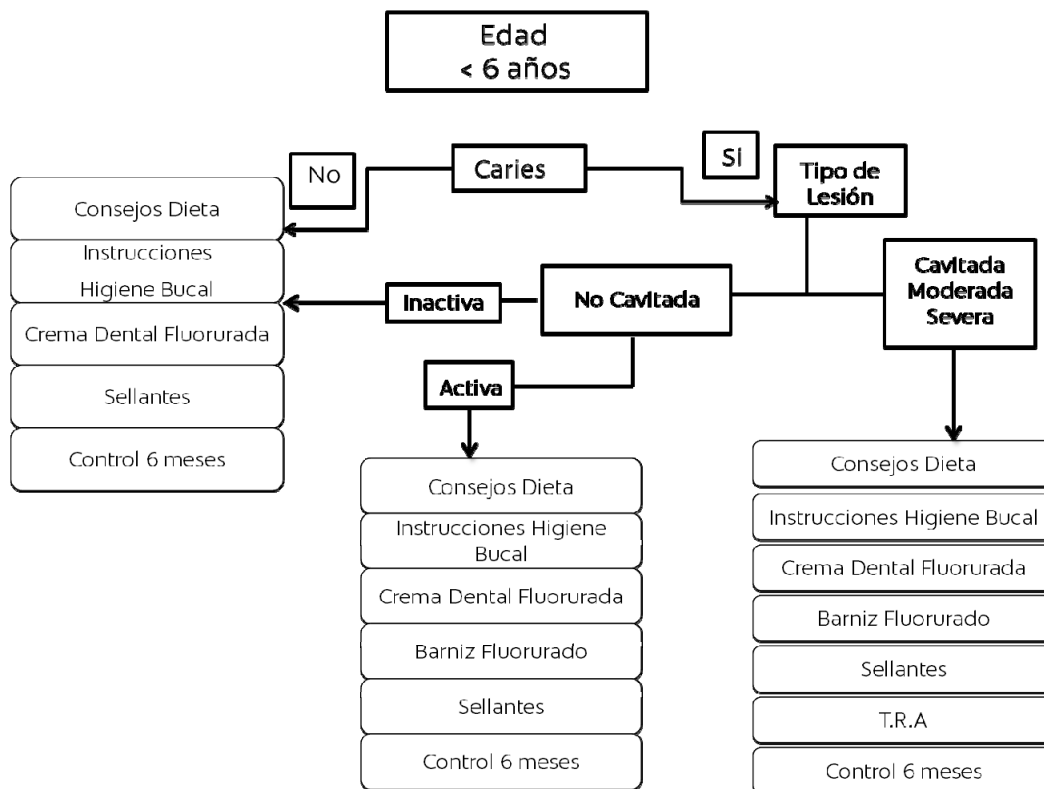 Edad
< 6 años
No
Caries
Si
Tipo de
Lesión
Consejos Dieta
Instrucciones
Higiene Bucal
Crema Dental Fluorurada
Sellantes
Control 6 meses
Inactiva
No Cavitada
Cavitada
Moderada
Severa
Activa
Consejos Dieta
Instrucciones Higiene
Bucal
Crema Dental Fluorurada
Barniz Fluorurado
Sellantes
Control 6 meses
Consejos Dieta
Instrucciones Higiene Bucal
Crema Dental Fluorurada
Barniz Fluorurado
Sellantes
T.R.A
Control 6 meses